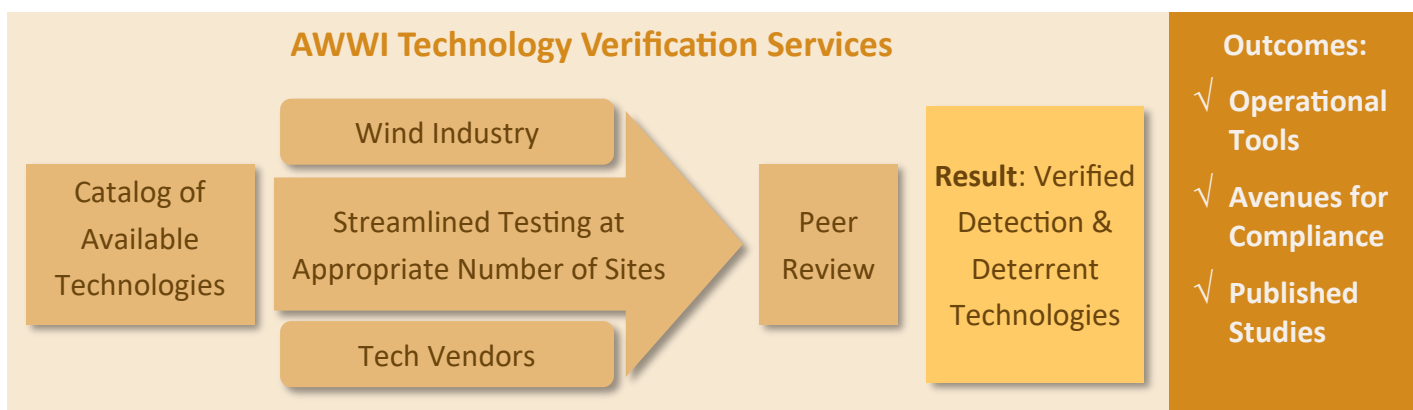 AWWI Technology Verification Services
Catalog of
Available
Technologies
Wind Industry
Streamlined Testing at
Appropriate Number of Sites
Tech Vendors
Peer
Review
Result: Verified
Detection &
Deterrent
Technologies
Outcomes:
√ Operational
Tools
√ Avenues for
Compliance
√ Published
Studies